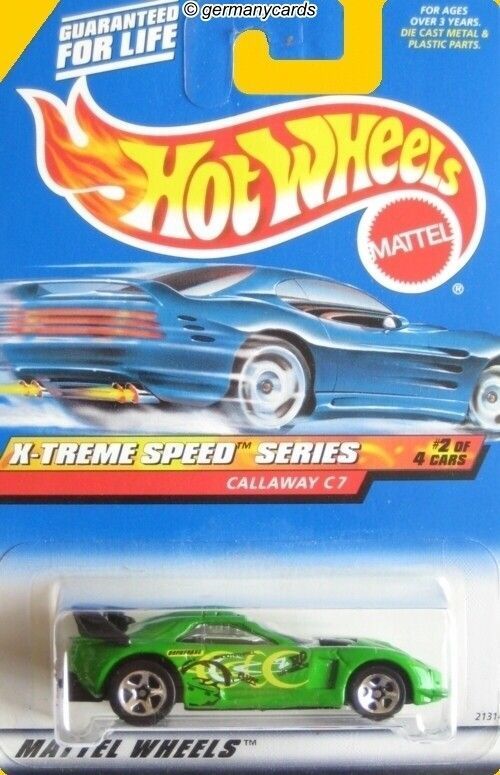 © germanycards
GUARANTEED
FOR LIFE
FOR AGES
OVER 3 YEARS.
DIE CAST METAL &
PLASTIC PARTS.
HOT WHEELS
MATTEL
®
X-TREME SPEED™ SERIES
#2 OF
4 CARS
CALLAWAY C7
MATTEL WHEELS™